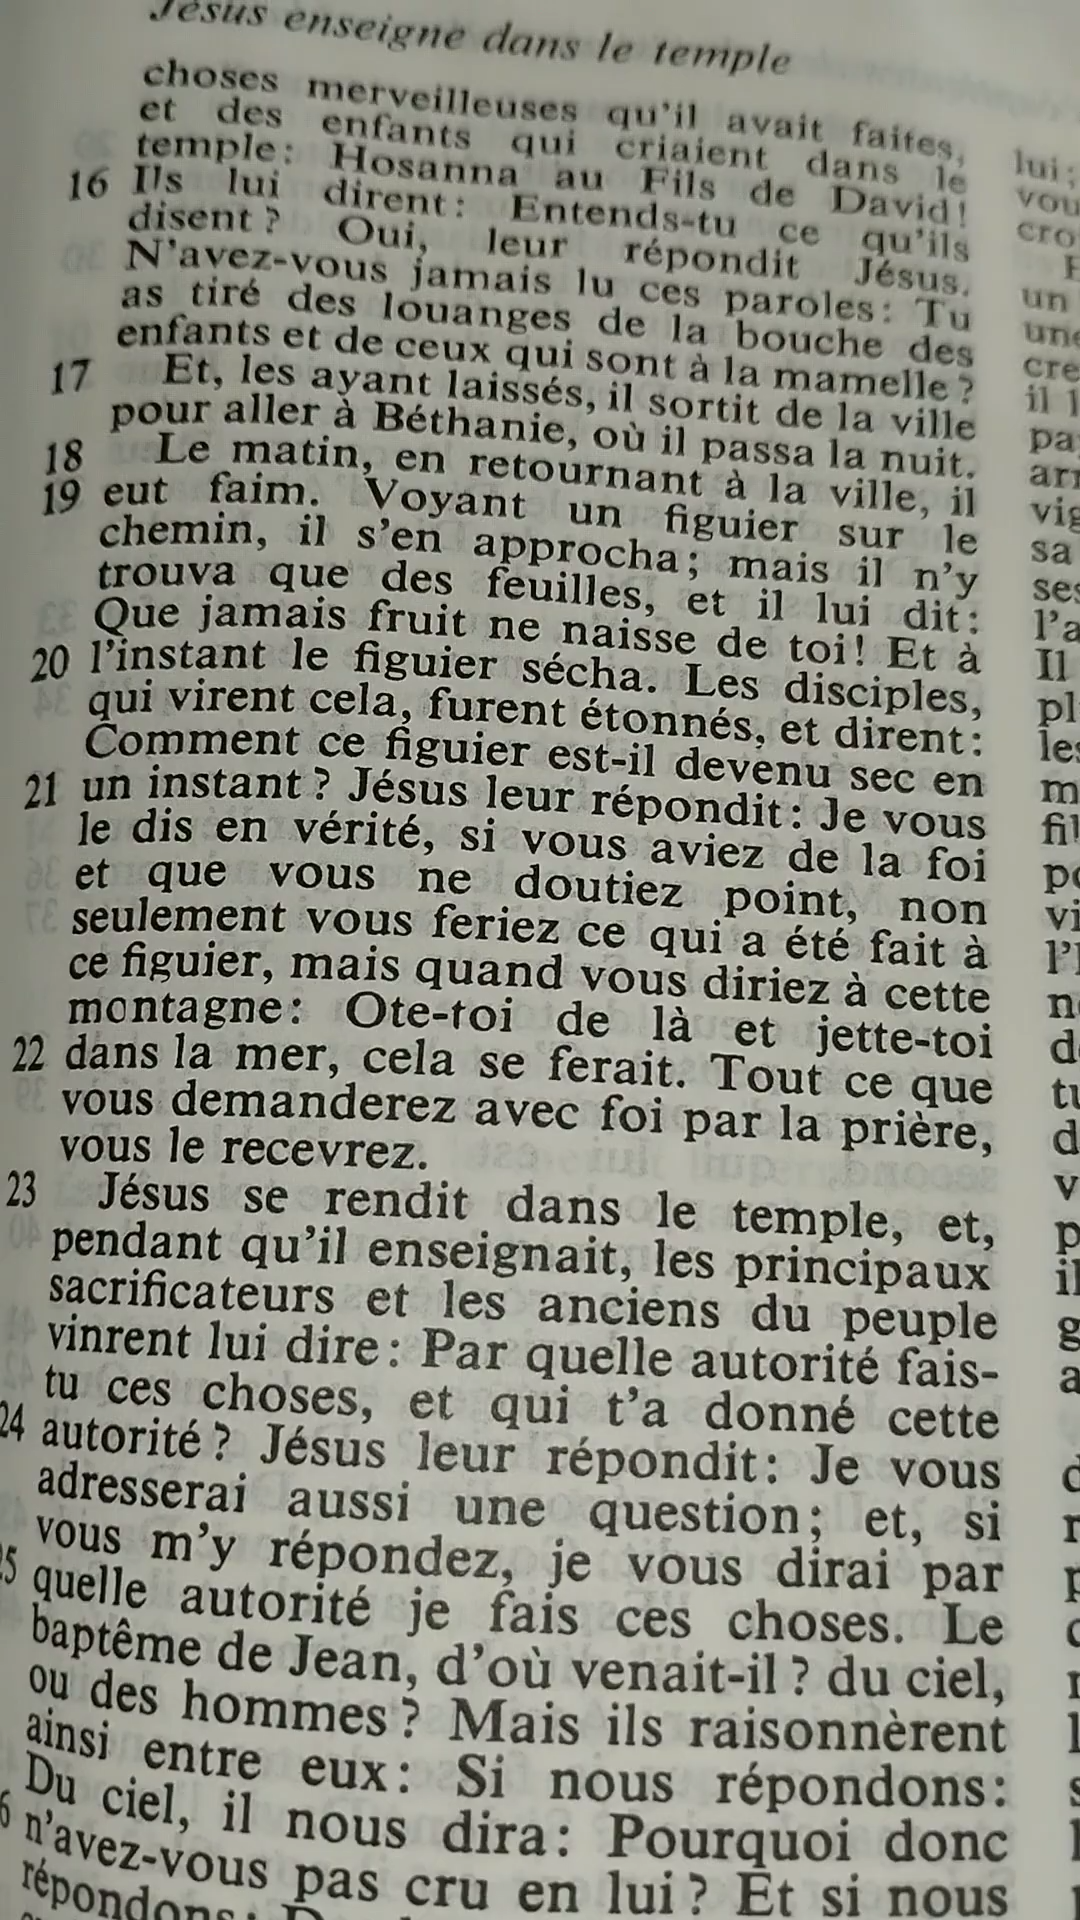 Jésus enseigne dans le temple
choses merveilleuses qu'il avait faites,
et des enfants qui criaient dans le
temple: Hosanna au Fils de David!
16 Ils lui dirent: Entends-tu ce qu'ils
disent? Oui, leur répondit Jésus.
N'avez-vous jamais lu ces paroles: Tu
as tiré des louanges de la bouche des
enfants et de ceux qui sont à la mamelle?
17 Et, les ayant laissés, il sortit de la ville
pour aller à Béthanie, où il passa la nuit.
18 Le matin, en retournant à la ville, il
19 eut faim. Voyant un figuier sur le
chemin, il s'en approcha; mais il n'y
trouva que des feuilles, et il lui dit:
Que jamais fruit ne naisse de toi! Et à
20 l'instant le figuier sécha. Les disciples,
qui virent cela, furent étonnés, et dirent:
Comment ce figuier est-il devenu sec en
21 un instant? Jésus leur répondit: Je vous
le dis en vérité, si vous aviez de la foi
et que vous ne doutiez point, non
seulement vous feriez ce qui a été fait à
ce figuier, mais quand vous diriez à cette
montagne: Ote-toi de là et jette-toi
22 dans la mer, cela se ferait. Tout ce que
vous demanderez avec foi par la prière,
vous le recevrez.
23 Jésus se rendit dans le temple, et,
pendant qu'il enseignait, les principaux
sacrificateurs et les anciens du peuple
vinrent lui dire: Par quelle autorité fais-
tu ces choses, et qui t'a donné cette
24 autorité? Jésus leur répondit: Je vous
adresserai aussi une question; et, si
vous m'y répondez, je vous dirai par
25 quelle autorité je fais ces choses. Le
baptême de Jean, d'où venait-il? du ciel,
ou des hommes? Mais ils raisonnèrent
ainsi entre eux: Si nous répondons:
Du ciel, il nous dira: Pourquoi donc
n'avez-vous pas cru en lui? Et si nous
répondons:
lui;
un
il
sa
Il